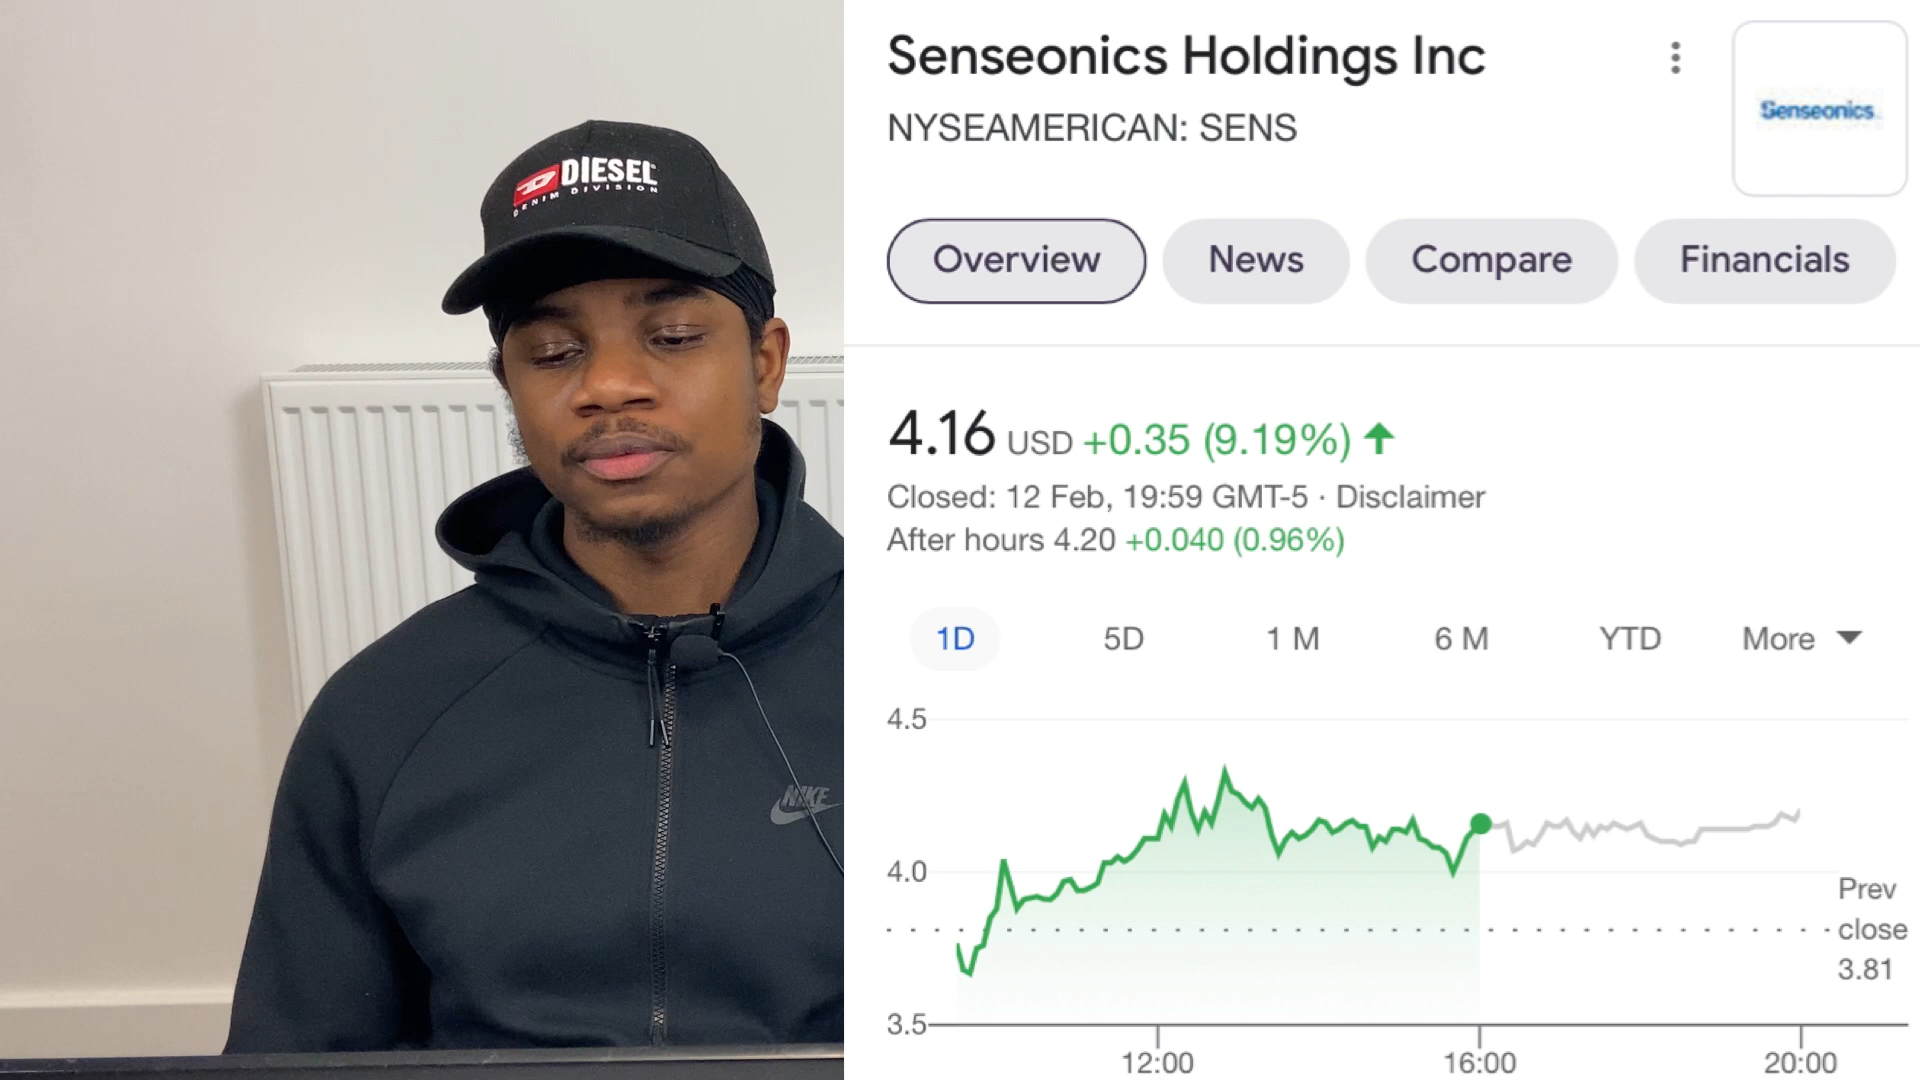 DIESEL
DENIM DIVISION
NIKE
Senseonics Holdings Inc
NYSEAMERICAN: SENS
Senseonics
Overview
News
Compare
Financials
4.16 USD +0.35 (9.19%)
Closed: 12 Feb, 19:59 GMT-5 · Disclaimer
After hours 4.20 +0.040 (0.96%)
1D
5D
1 M
6 M
YTD
More
4.5
4.0
3.5
Prev
close
3.81
12:00
16:00
20:00